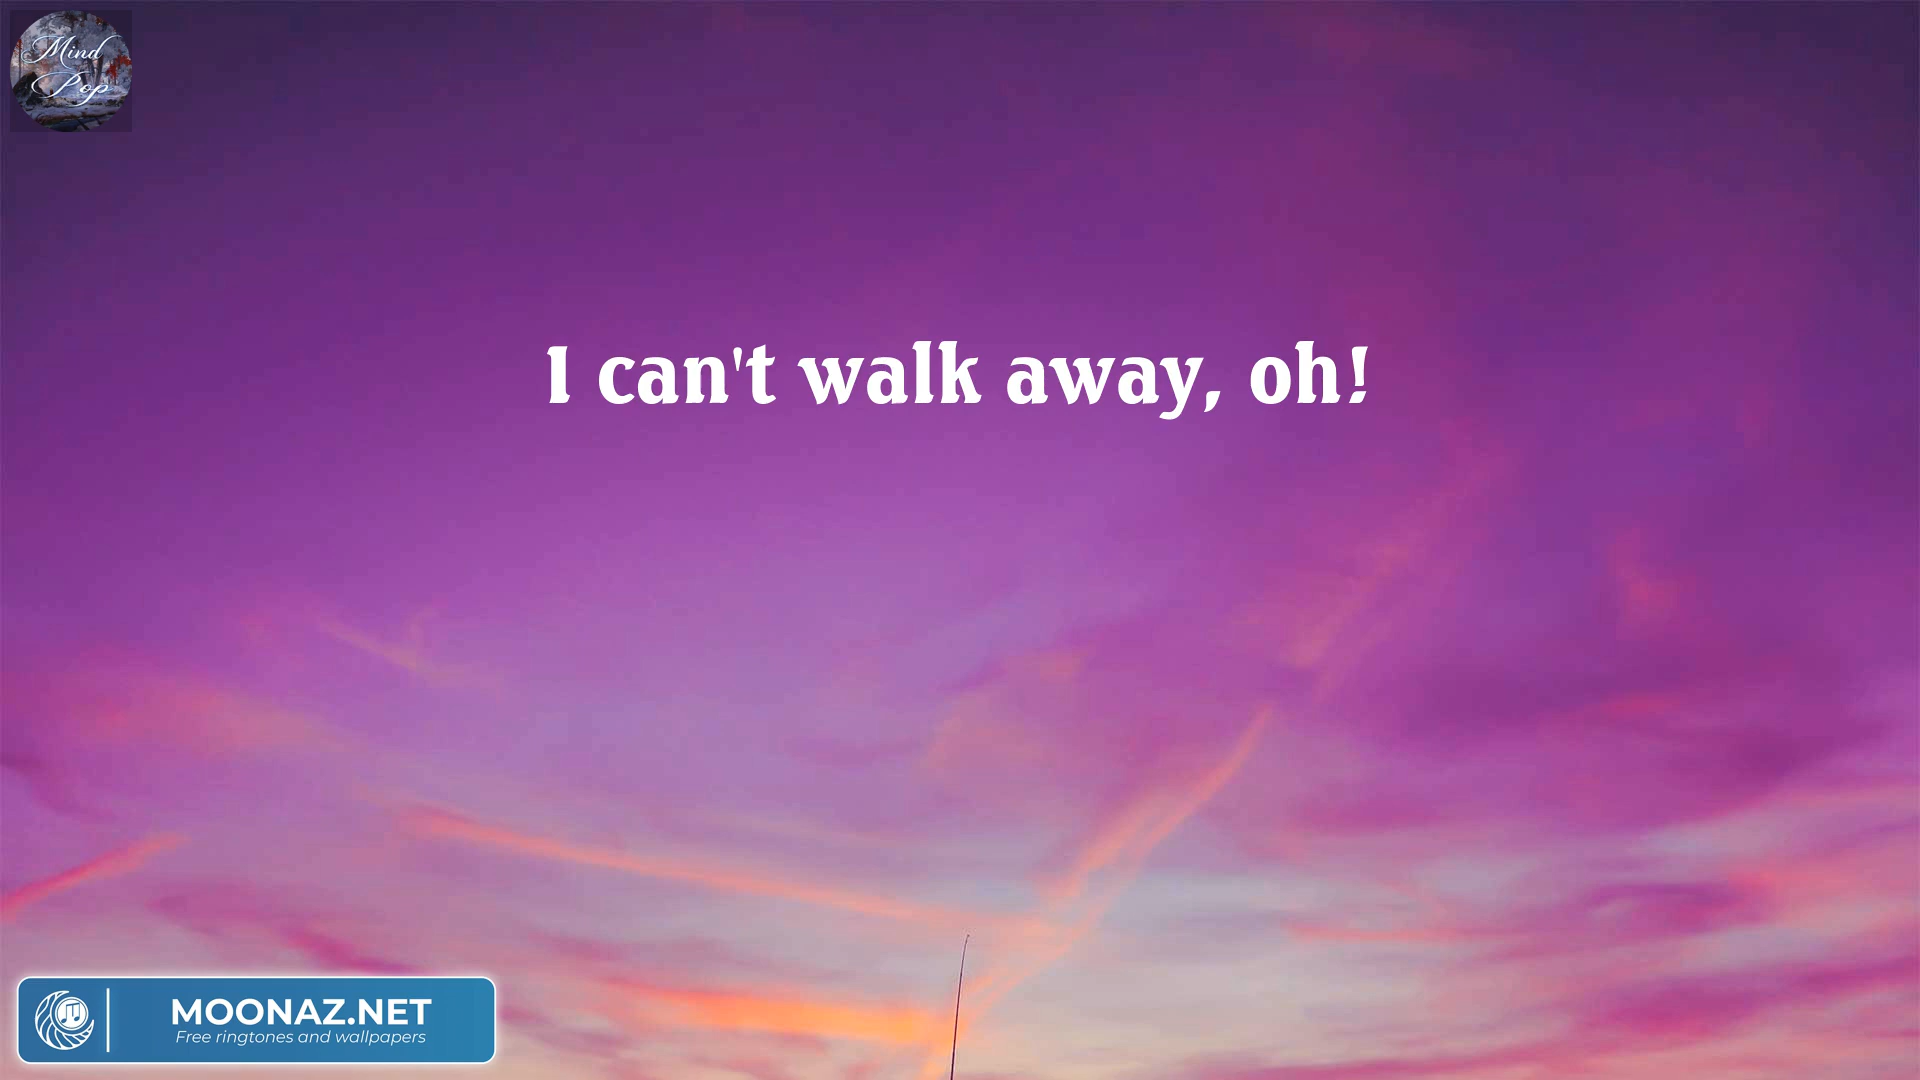 Mind
Pop
I can't walk away, oh!
MOONAZ.NET
Free ringtones and wallpapers